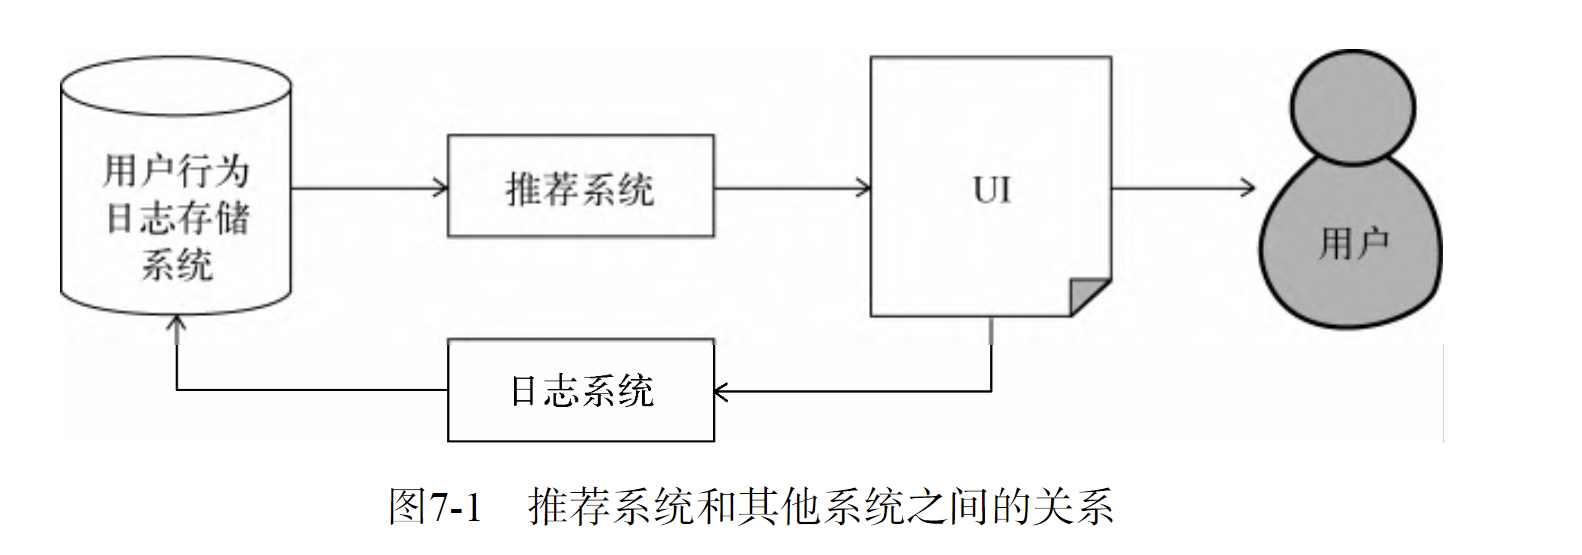 用户行为
日志存储
系统
推荐系统
UI
用户
日志系统
图7-1 推荐系统和其他系统之间的关系